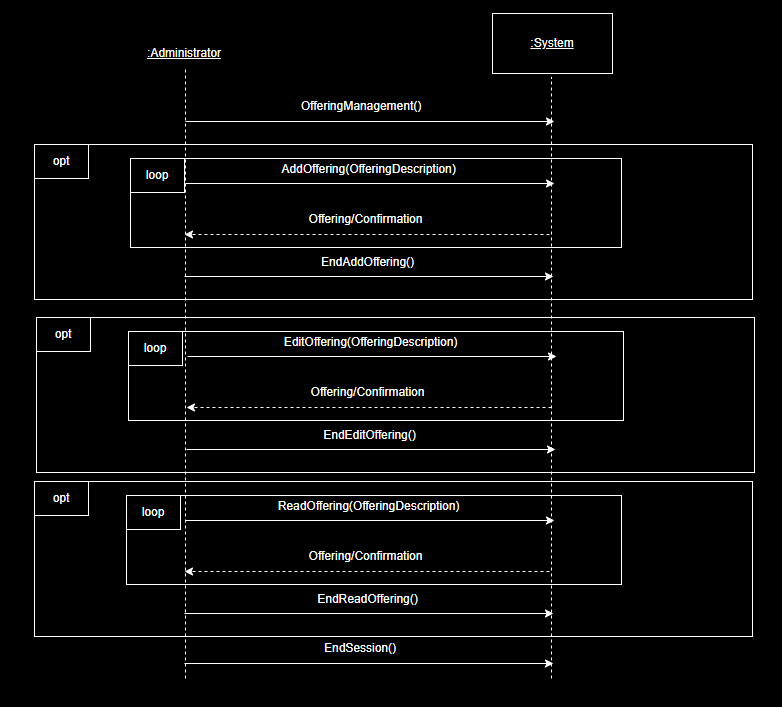 :Administrator
:System
OfferingManagement()
opt
loop
AddOffering(OfferingDescription)
Offering/Confirmation
EndAddOffering()
opt
loop
EditOffering(OfferingDescription)
Offering/Confirmation
EndEditOffering()
opt
loop
ReadOffering(OfferingDescription)
Offering/Confirmation
EndReadOffering()
EndSession()